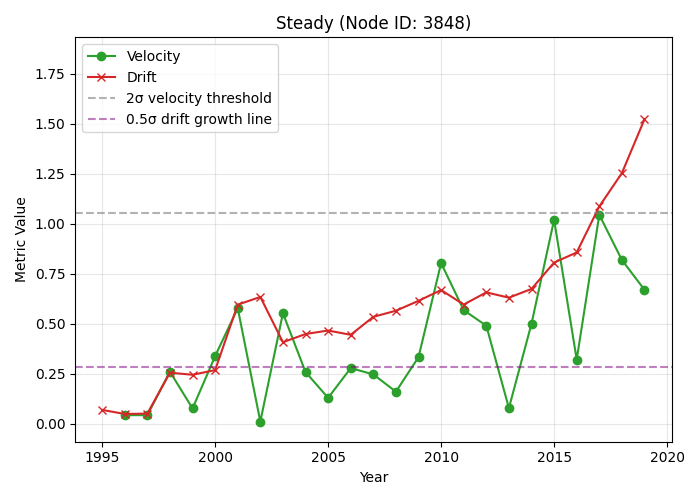 Steady (Node ID: 3848)
Velocity
Drift
2σ velocity threshold
0.5σ drift growth line
Metric Value
1.75
1.50
1.25
1.00
0.75
0.50
0.25
0.00
1995 2000 2005 2010 2015 2020
Year